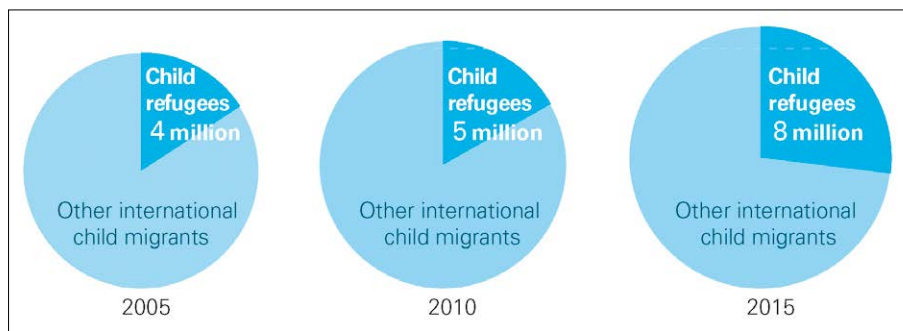 Child
refugees
4 million
Other international
child migrants
2005
Child
refugees
5 million
Other international
child migrants
2010
Child
refugees
8 million
Other international
child migrants
2015